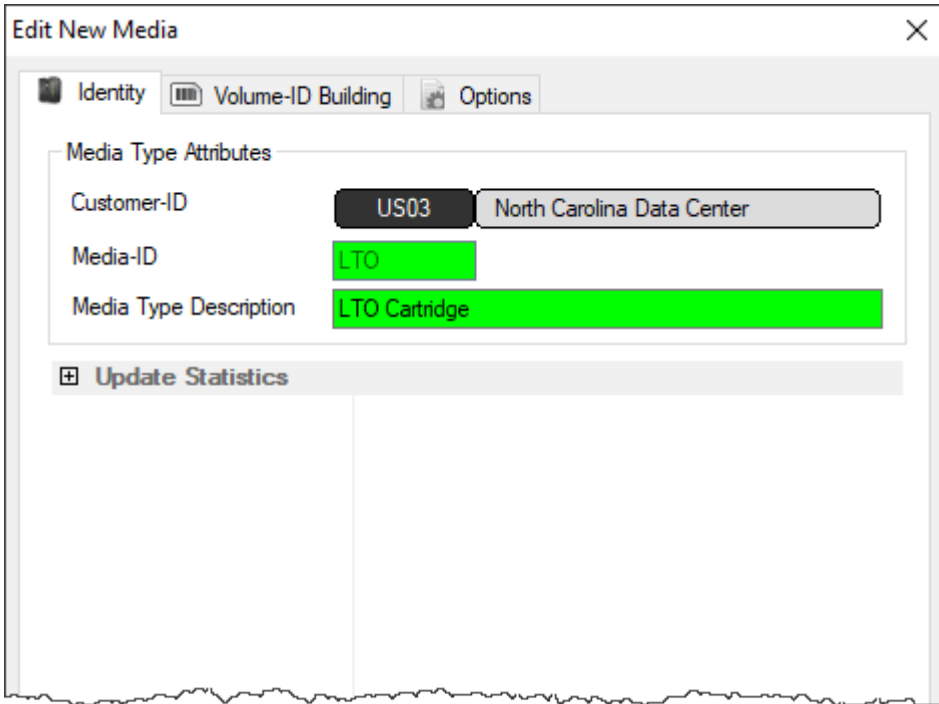 Edit New Media
Identity Volume-ID Building Options
Media Type Attributes
Customer-ID US03 North Carolina Data Center
Media-ID LTO
Media Type Description LTO Cartridge
Update Statistics